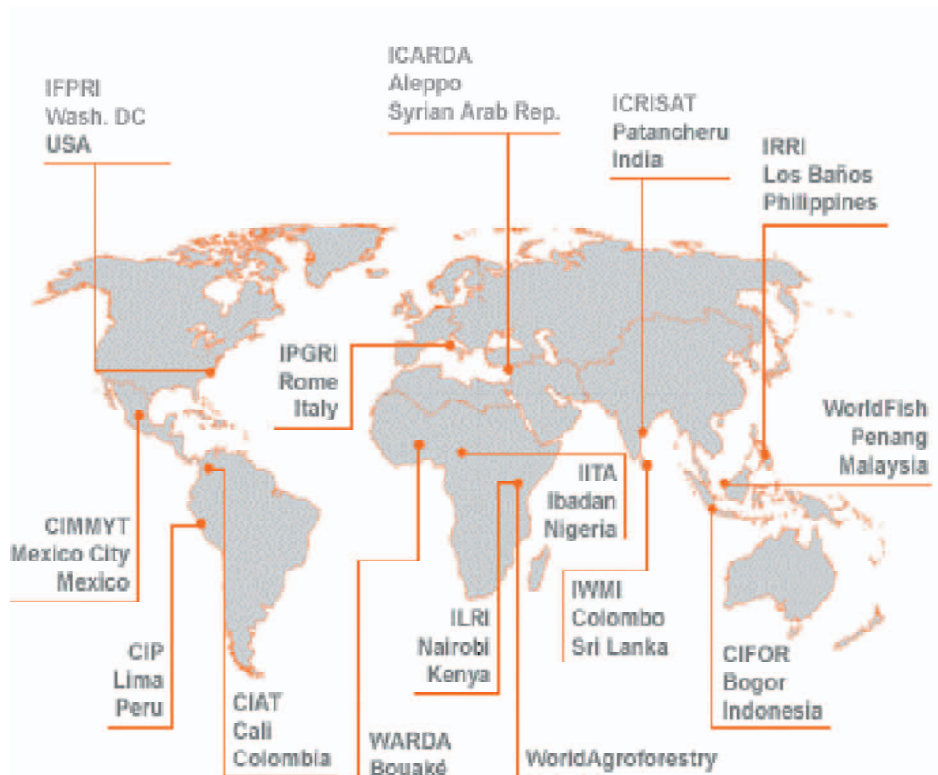 IFPRI
Wash. DC
USA
ICARDA
Aleppo
Syrian Arab Rep.
ICRISAT
Patancheru
India
IRRI
Los Baños
Philippines
IPGRI
Rome
Italy
WorldFish
Penang
Malaysia
IITA
Ibadan
Nigeria
CIMMYT
Mexico City
Mexico
ILRI
Nairobi
Kenya
IWMI
Colombo
Sri Lanka
CIP
Lima
Peru
CIFOR
Bogor
Indonesia
CIAT
Cali
Colombia
WARDA
Bouaké
WorldAgroforestry